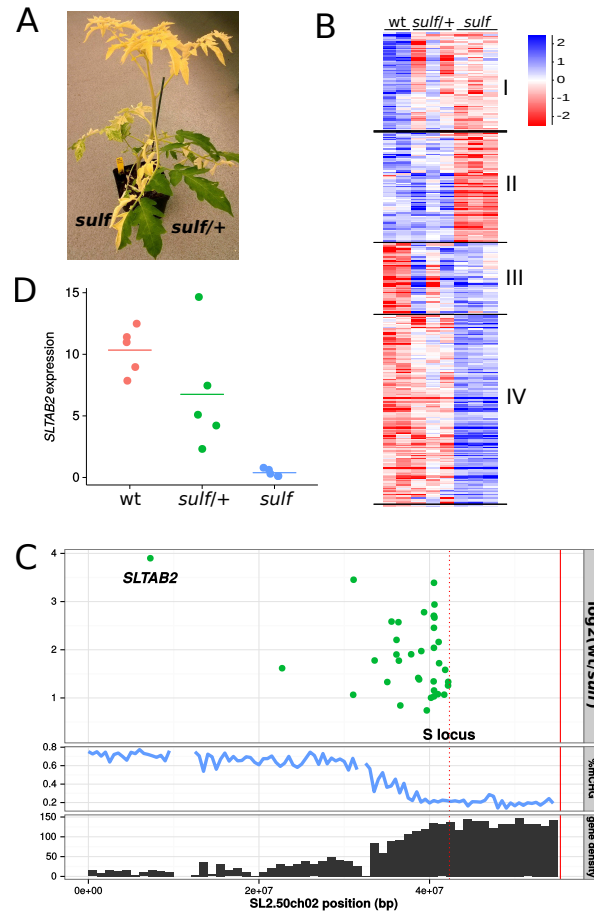 A
sulf
sulf/+
B
wt sulf/+ sulf
I
II
III
IV
2
1
0
-1
-2
D
15
10
5
0
SLTAB2 expression
wt sulf/+ sulf
C
4
3
2
1
SLTAB2
S locus
log2(wt/sulf)
0.8
0.6
0.4
0.2
%mCHG
150
100
50
0
gene density
0e+00 2e+07 4e+07
SL2.50ch02 position (bp)